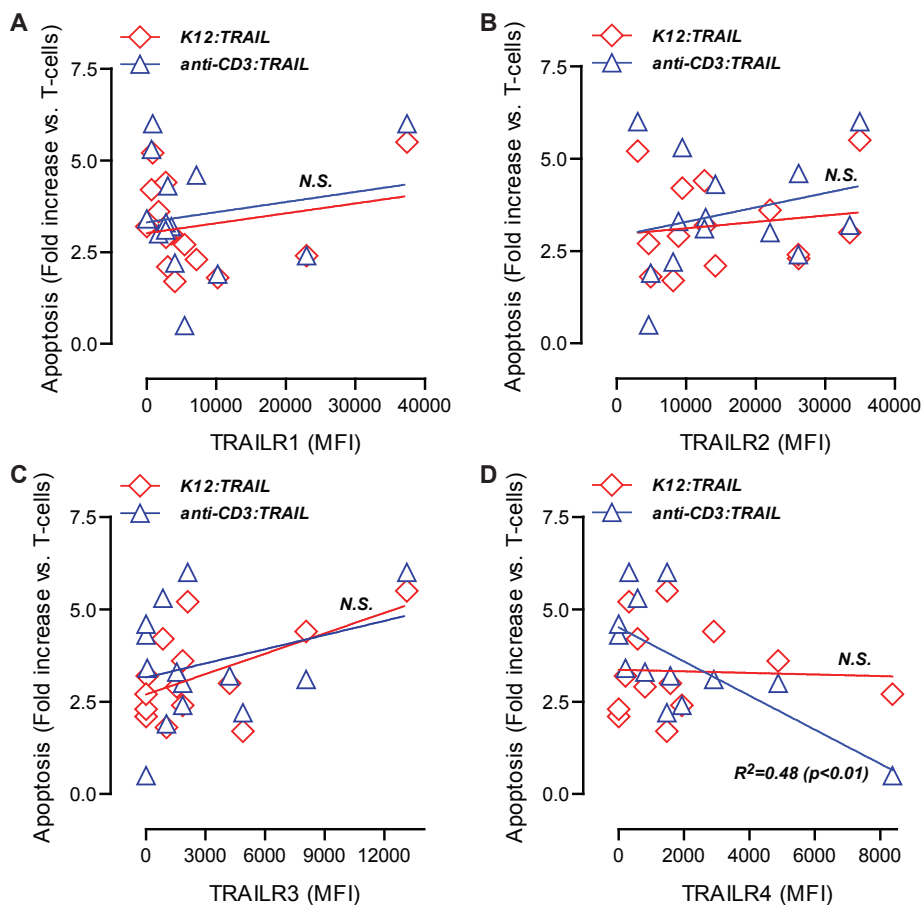 A
K12:TRAIL
anti-CD3:TRAIL
Apoptosis (Fold increase vs. T-cells)
7.5
5.0
2.5
0.0
N.S.
0 10000 20000 30000 40000
TRAILR1 (MFI)
B
K12:TRAIL
anti-CD3:TRAIL
Apoptosis (Fold increase vs. T-cells)
7.5
5.0
2.5
0.0
N.S.
0 10000 20000 30000 40000
TRAILR2 (MFI)
C
K12:TRAIL
anti-CD3:TRAIL
Apoptosis (Fold increase vs. T-cells)
7.5
5.0
2.5
0.0
N.S.
0 3000 6000 9000 12000
TRAILR3 (MFI)
D
K12:TRAIL
anti-CD3:TRAIL
Apoptosis (Fold increase vs. T-cells)
7.5
5.0
2.5
0.0
N.S.
R²=0.48 (p<0.01)
0 2000 4000 6000 8000
TRAILR4 (MFI)